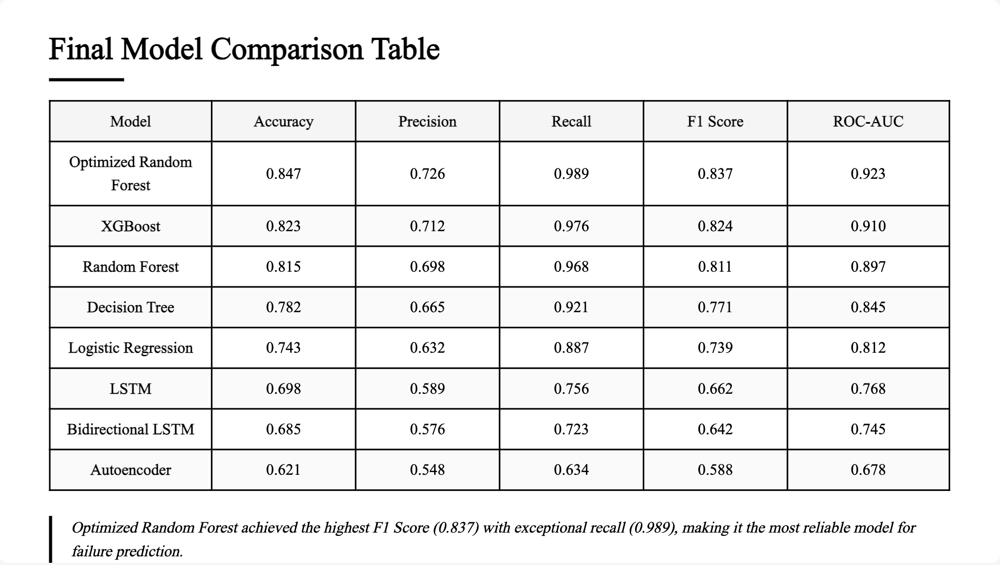 Final Model Comparison Table
Model Accuracy Precision Recall F1 Score ROC-AUC
Optimized Random
Forest
0.847 0.726 0.989 0.837 0.923
XGBoost 0.823 0.712 0.976 0.824 0.910
Random Forest 0.815 0.698 0.968 0.811 0.897
Decision Tree 0.782 0.665 0.921 0.771 0.845
Logistic Regression 0.743 0.632 0.887 0.739 0.812
LSTM 0.698 0.589 0.756 0.662 0.768
Bidirectional LSTM 0.685 0.576 0.723 0.642 0.745
Autoencoder 0.621 0.548 0.634 0.588 0.678
Optimized Random Forest achieved the highest F1 Score (0.837) with exceptional recall (0.989), making it the most reliable model for
failure prediction.